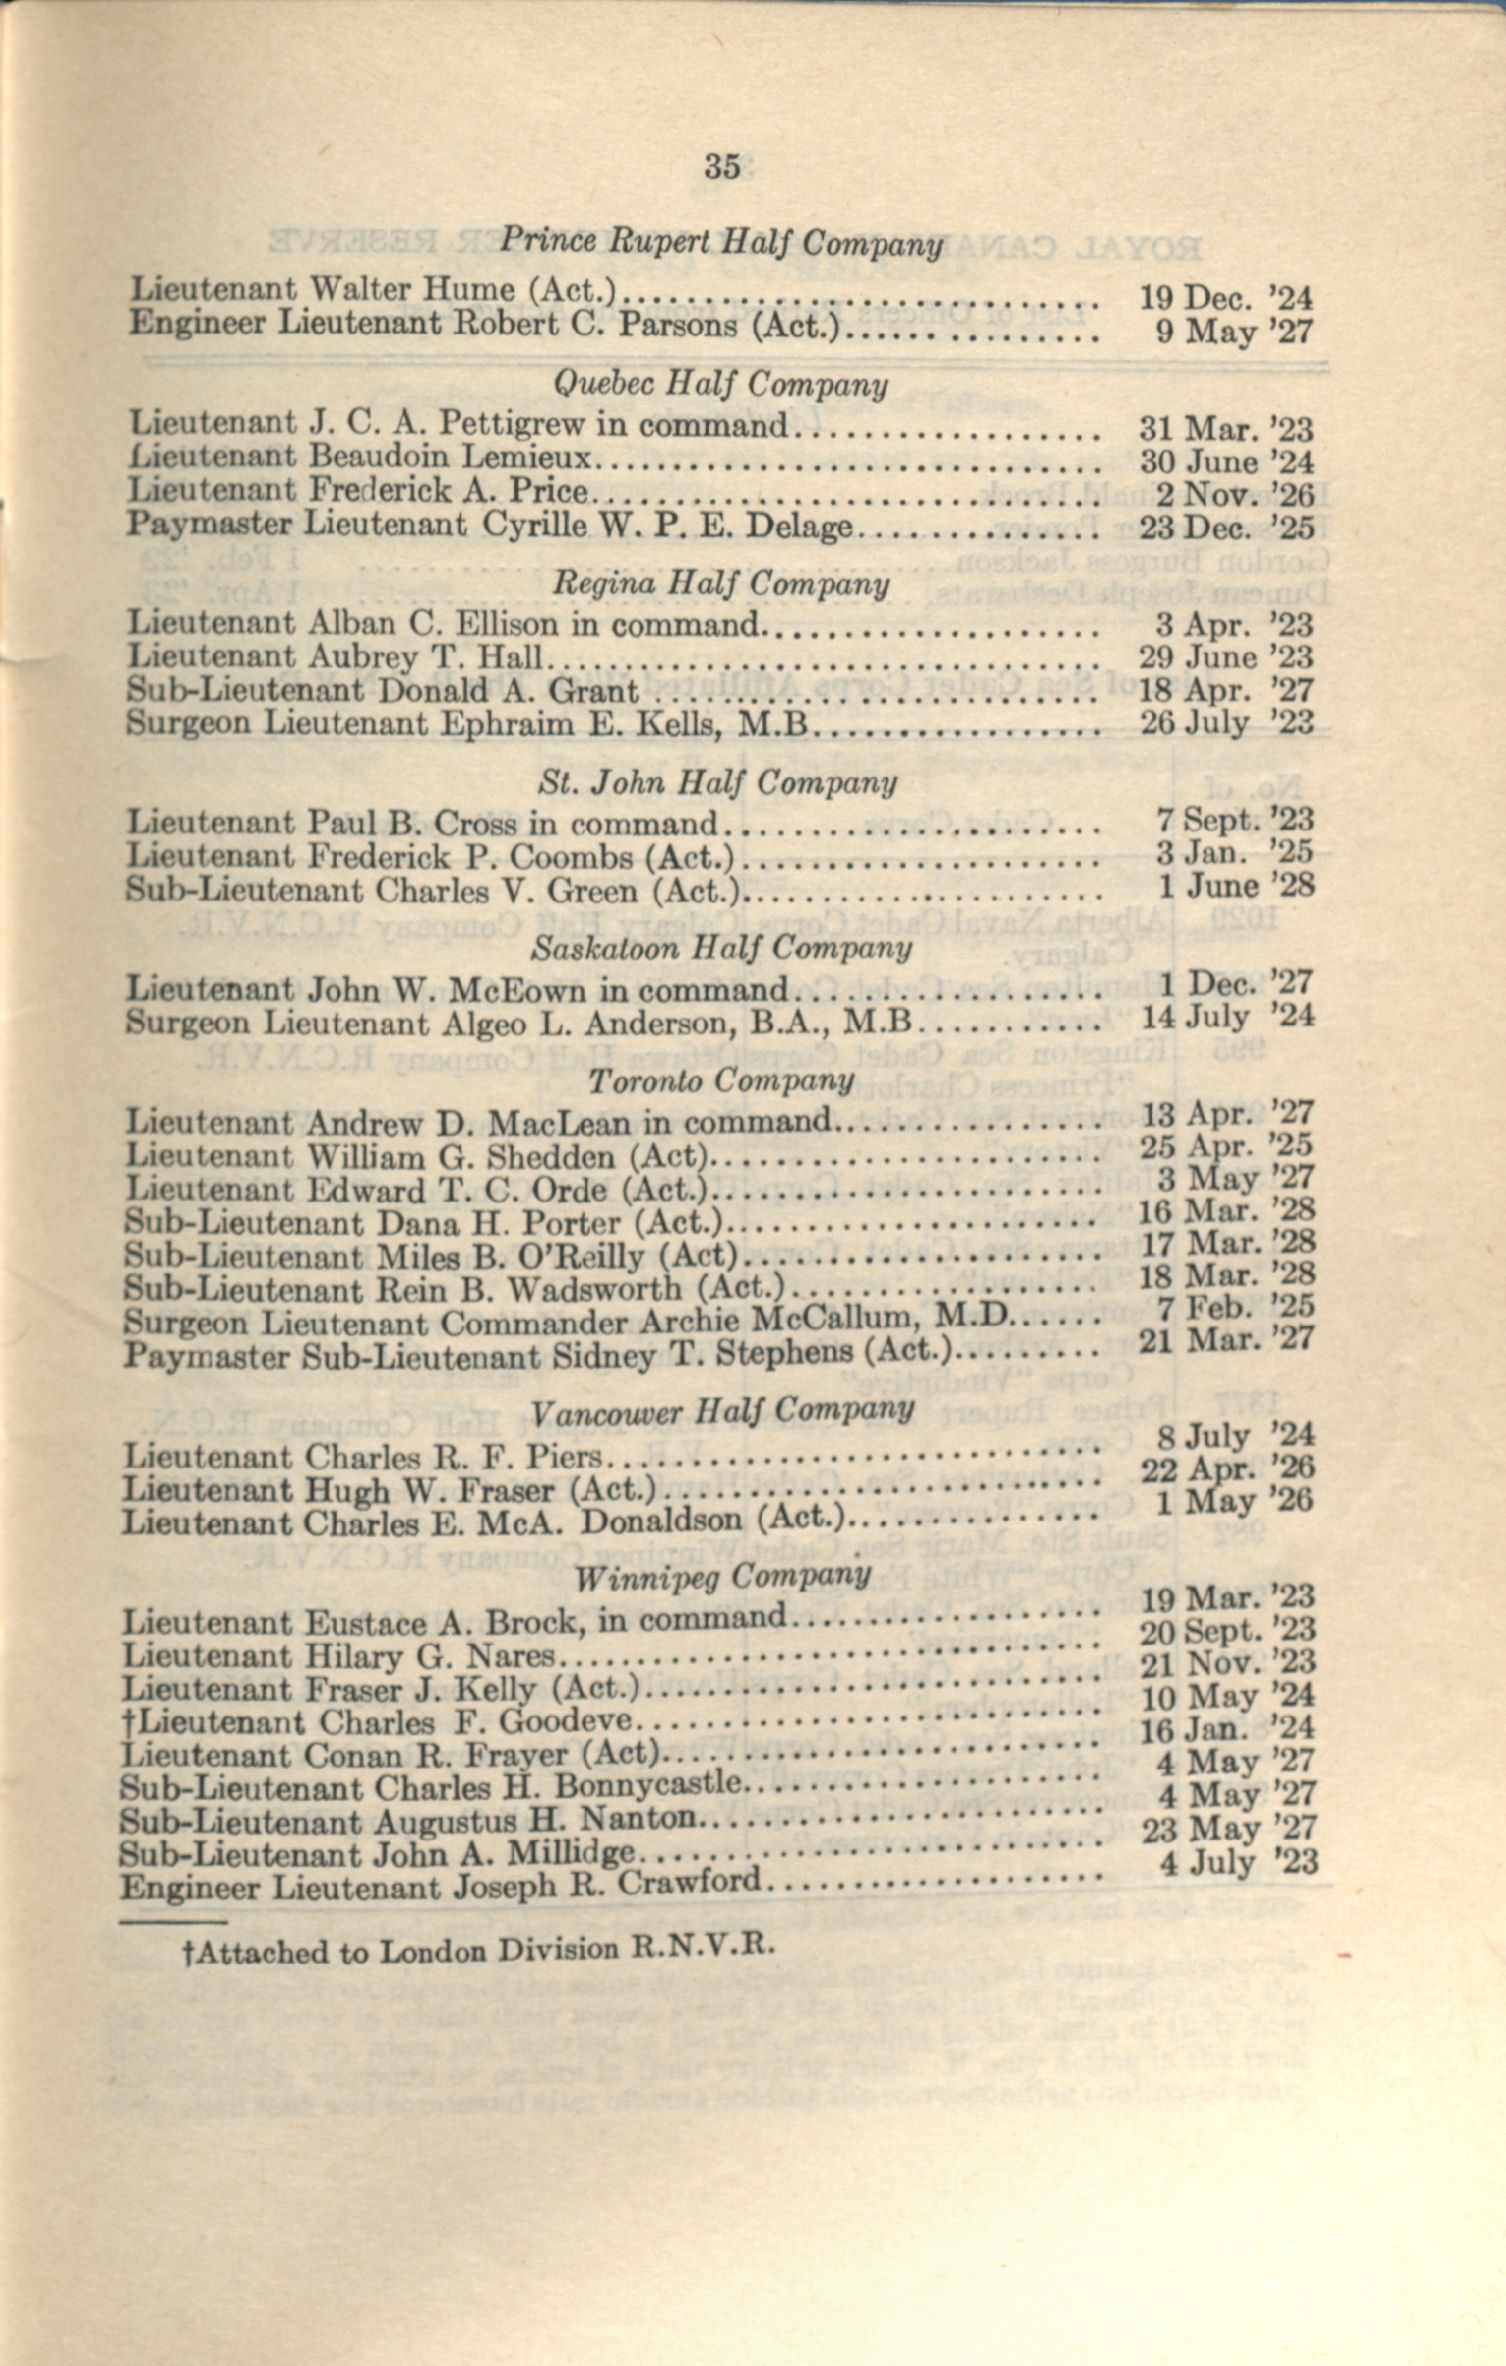 35
Prince Rupert Half Company
Lieutenant Walter Hume (Act.).............................. 19 Dec. '24
Engineer Lieutenant Robert C. Parsons (Act.)................ 9 May '27
Quebec Half Company
Lieutenant J. C. A. Pettigrew in command................... 31 Mar. '23
Lieutenant Beaudoin Lemieux................................ 30 June '24
Lieutenant Frederick A. Price................................ 2 Nov. '26
Paymaster Lieutenant Cyrille W. P. E. Delage............... 23 Dec. '25
Regina Half Company
Lieutenant Alban C. Ellison in command..................... 3 Apr. '23
Lieutenant Aubrey T. Hall................................... 29 June '23
Sub-Lieutenant Donald A. Grant ............................ 18 Apr. '27
Surgeon Lieutenant Ephraim E. Kells, M.B.................. 26 July '23
St. John Half Company
Lieutenant Paul B. Cross in command....................... 7 Sept. '23
Lieutenant Frederick P. Coombs (Act.)...................... 3 Jan. '25
Sub-Lieutenant Charles V. Green (Act.)...................... 1 June '28
Saskatoon Half Company
Lieutenant John W. McEown in command................... 1 Dec. '27
Surgeon Lieutenant Algeo L. Anderson, B.A., M.B............ 14 July '24
Toronto Company
Lieutenant Andrew D. MacLean in command................. 13 Apr. '27
Lieutenant William G. Shedden (Act)........................ 25 Apr. '25
Lieutenant Edward T. C. Orde (Act.)........................ 3 May '27
Sub-Lieutenant Dana H. Porter (Act.)....................... 16 Mar. '28
Sub-Lieutenant Miles B. O'Reilly (Act)...................... 17 Mar. '28
Sub-Lieutenant Rein B. Wadsworth (Act.)................... 18 Mar. '28
Surgeon Lieutenant Commander Archie McCallum, M.D...... 7 Feb. '25
Paymaster Sub-Lieutenant Sidney T. Stephens (Act.)......... 21 Mar. '27
Vancouver Half Company
Lieutenant Charles R. F. Piers............................... 8 July '24
Lieutenant Hugh W. Fraser (Act.)........................... 22 Apr. '26
Lieutenant Charles E. McA. Donaldson (Act.)................ 1 May '26
Winnipeg Company
Lieutenant Eustace A. Brock, in command................... 19 Mar. '23
Lieutenant Hilary G. Nares.................................. 20 Sept. '23
Lieutenant Fraser J. Kelly (Act.)............................ 21 Nov. '23
†Lieutenant Charles F. Goodeve............................. 10 May '24
Lieutenant Conan R. Frayer (Act)........................... 16 Jan. '24
Sub-Lieutenant Charles H. Bonnycastle...................... 4 May '27
Sub-Lieutenant Augustus H. Nanton......................... 4 May '27
Sub-Lieutenant John A. Millidge............................. 23 May '27
Engineer Lieutenant Joseph R. Crawford..................... 4 July '23
†Attached to London Division R.N.V.R.